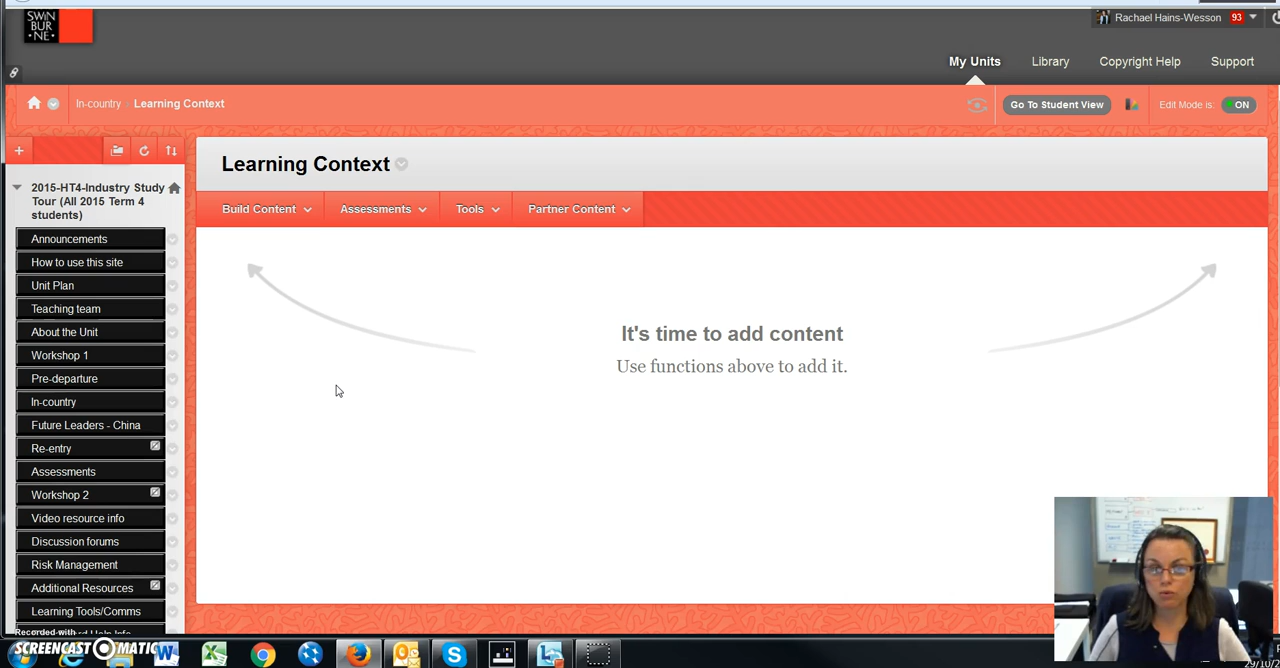 SWIN
BUR
• NE •
Rachael Hains-Wesson 93
My Units Library Copyright Help Support
In-country Learning Context
Go To Student View
Edit Mode is: ON
Learning Context
Build Content Assessments Tools Partner Content
2015-HT4-Industry Study
Tour (All 2015 Term 4
students)
Announcements
How to use this site
Unit Plan
Teaching team
About the Unit
Workshop 1
Pre-departure
In-country
Future Leaders - China
Re-entry
Assessments
Workshop 2
Video resource info
Discussion forums
Risk Management
Additional Resources
Learning Tools/Comms
It's time to add content
Use functions above to add it.
Recorded with
SCREENCAST MATIC